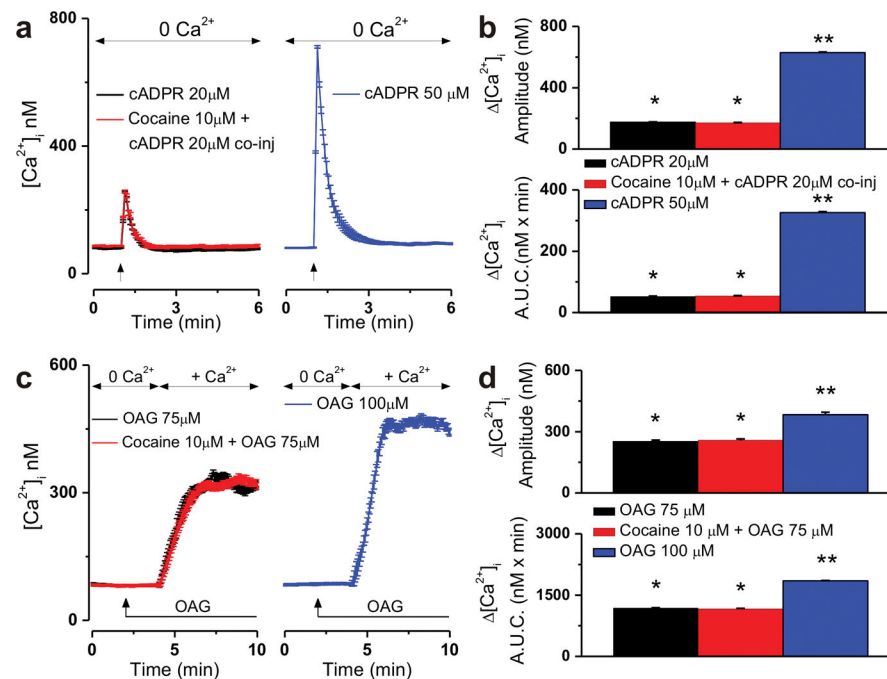 a
800
400
0
[Ca²⁺]ᵢ nM
0 Ca²⁺
cADPR 20μM
Cocaine 10μM +
cADPR 20μM co-inj
0 3 6
Time (min)
0 Ca²⁺
cADPR 50 μM
0 3 6
Time (min)
b
Δ[Ca²⁺]ᵢ
Amplitude (nM)
800
400
0
* * **
cADPR 20μM
Cocaine 10μM + cADPR 20μM co-inj
cADPR 50μM
Δ[Ca²⁺]ᵢ
A.U.C.(nM x min)
400
200
0
* * **
c
600
300
0
[Ca²⁺]ᵢ nM
0 Ca²⁺ + Ca²⁺
OAG 75μM
Cocaine 10μM + OAG 75μM
OAG
0 5 10
Time (min)
0 Ca²⁺ + Ca²⁺
OAG 100μM
OAG
0 5 10
Time (min)
d
Δ[Ca²⁺]ᵢ
Amplitude (nM)
600
300
0
* * **
OAG 75 μM
Cocaine 10 μM + OAG 75 μM
OAG 100 μM
Δ[Ca²⁺]ᵢ
A.U.C. (nM x min)
3000
1500
0
* * **